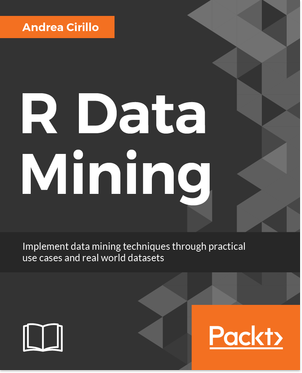 Andrea Cirillo
R Data
Mining
Implement data mining techniques through practical
use cases and real world datasets
Packt>